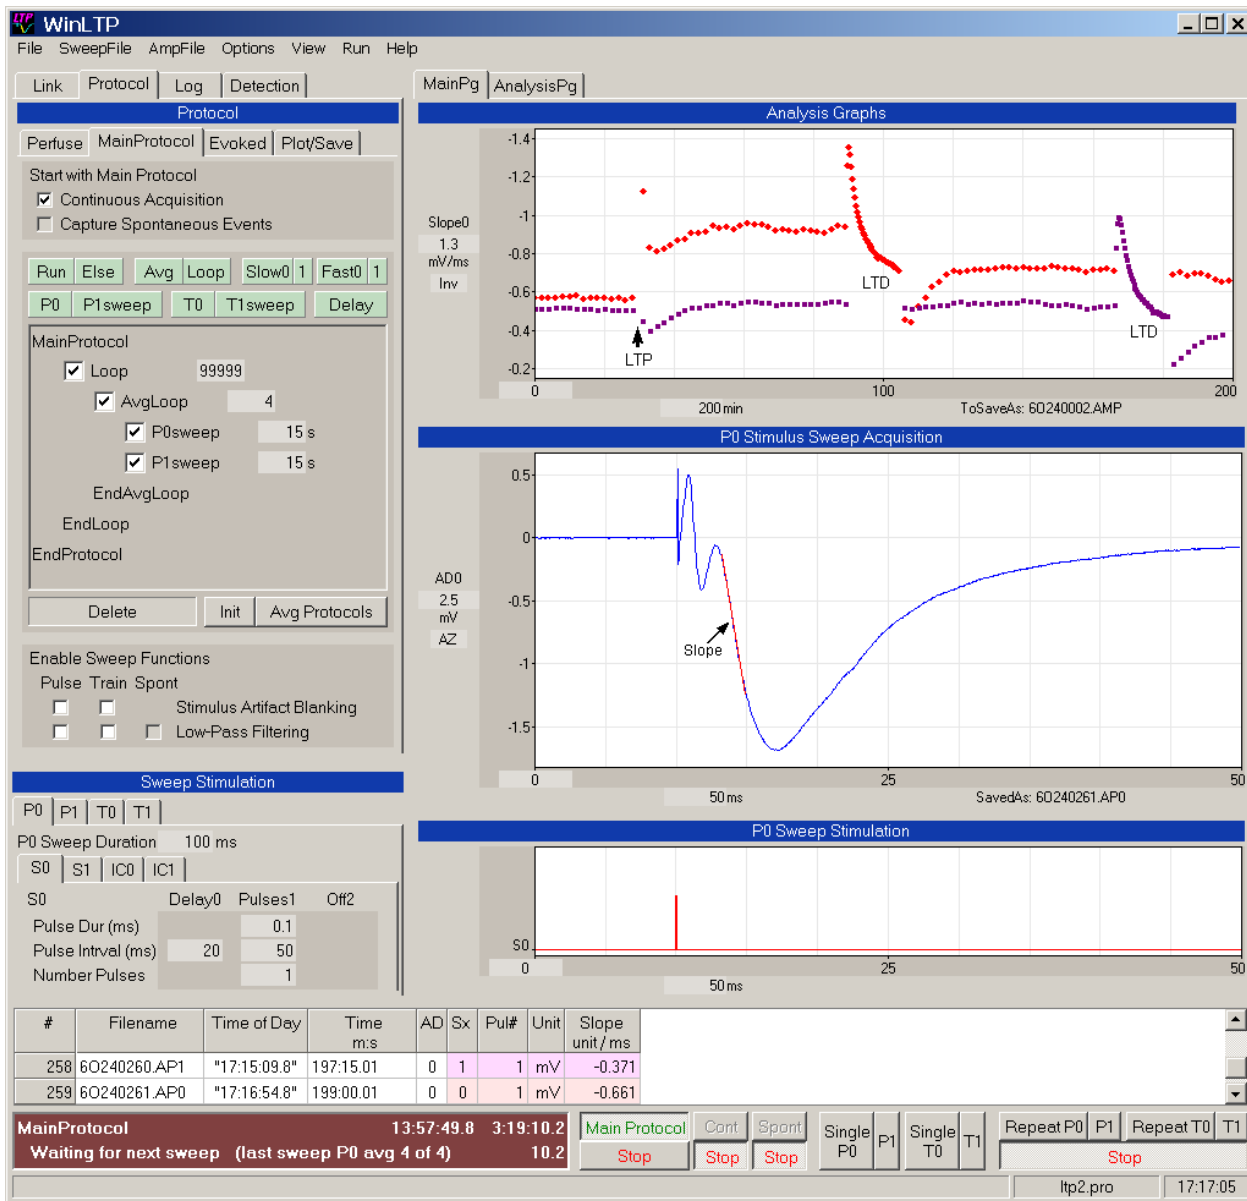 WinLTP
File SweepFile AmpFile Options View Run Help
Link Protocol Log Detection
Protocol
Perfuse MainProtocol Evoked Plot/Save
Start with Main Protocol
Continuous Acquisition
Capture Spontaneous Events
Run Else Avg Loop Slow0 1 Fast0 1
P0 P1sweep T0 T1sweep Delay
MainProtocol
Loop 99999
AvgLoop 4
P0sweep 15 s
P1sweep 15 s
EndAvgLoop
EndLoop
EndProtocol
Delete Init Avg Protocols
Enable Sweep Functions
Pulse Train Spont
Stimulus Artifact Blanking
Low-Pass Filtering
Sweep Stimulation
P0 P1 T0 T1
P0 Sweep Duration 100 ms
S0 S1 IC0 IC1
S0 Delay0 Pulses1 Off2
Pulse Dur (ms) 0.1
Pulse Intrval (ms) 20 50
Number Pulses 1
MainPg AnalysisPg
Analysis Graphs
Slope0
1.3
mV/ms
Inv
-1.4
-1.2
-1
-0.8
-0.6
-0.4
-0.2
LTP
LTD
LTD
0 100 200
200 min ToSaveAs: 6O240002.AMP
P0 Stimulus Sweep Acquisition
AD0
2.5
mV
AZ
0.5
0
-0.5
-1
-1.5
Slope
0 25 50
50 ms SavedAs: 6O240261.AP0
P0 Sweep Stimulation
S0
0 25 50
50 ms
# Filename Time of Day Time m:s AD Sx Pul# Unit Slope unit / ms
258 6O240260.AP1 "17:15:09.8" 197:15.01 0 1 1 mV -0.371
259 6O240261.AP0 "17:16:54.8" 199:00.01 0 0 1 mV -0.661
MainProtocol 13:57:49.8 3:19:10.2
Waiting for next sweep (last sweep P0 avg 4 of 4) 10.2
Main Protocol Cont Spont Single P0 P1 Single T0 T1 Repeat P0 P1 Repeat T0 T1
Stop Stop Stop Stop
ltp2.pro 17:17:05